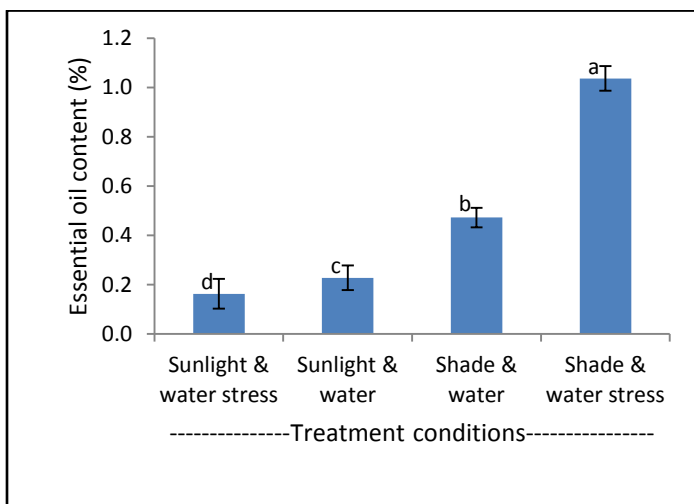 Essential oil content (%)
1.2
1.0
0.8
0.6
0.4
0.2
0.0
d
c
b
a
Sunlight & water stress
Sunlight & water
Shade & water
Shade & water stress
---------------Treatment conditions----------------